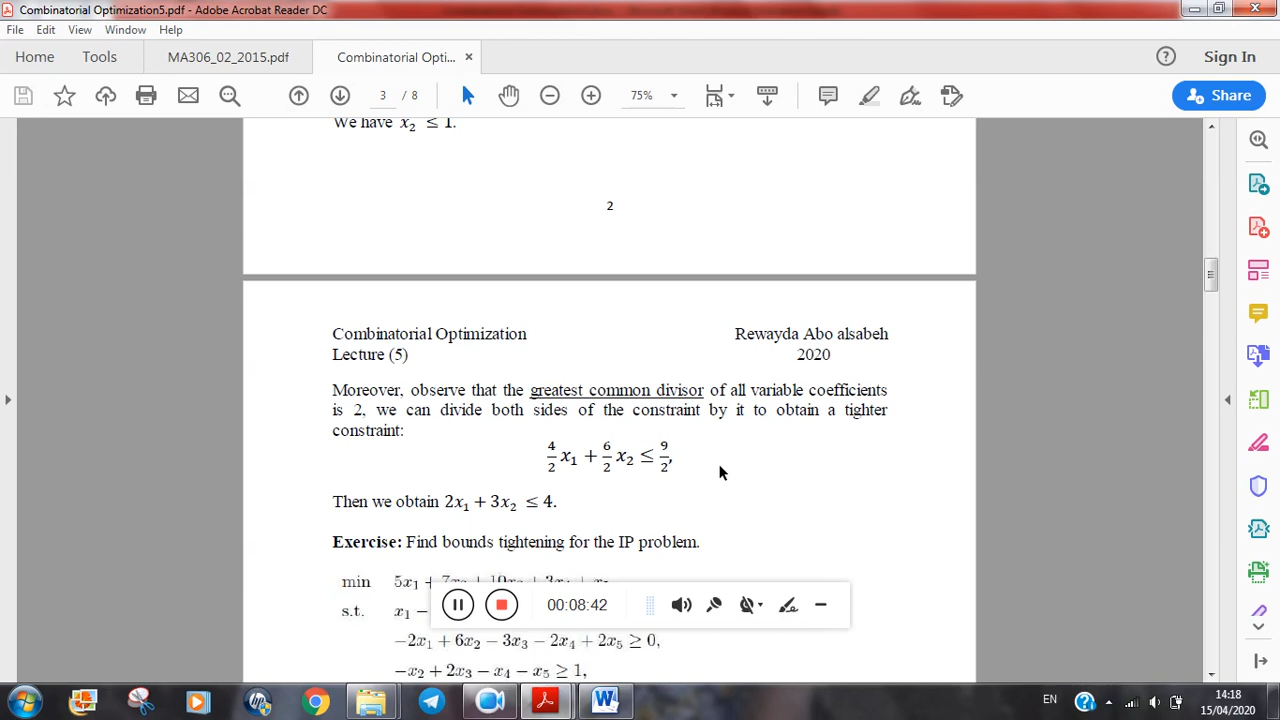 Combinatorial Optimization5.pdf - Adobe Acrobat Reader DC
File Edit View Window Help
Home Tools MA306_02_2015.pdf Combinatorial Opti... × ? Sign In
3 / 8 75% Share
We have x₂ ≤ 1.
2
Combinatorial Optimization Rewayda Abo alsabeh
Lecture (5) 2020
Moreover, observe that the greatest common divisor of all variable coefficients
is 2, we can divide both sides of the constraint by it to obtain a tighter
constraint:
4/2 x₁ + 6/2 x₂ ≤ 9/2,
Then we obtain 2x₁ + 3x₂ ≤ 4.
Exercise: Find bounds tightening for the IP problem.
min 5x₁ + 7x₂ + 10x₃ + 3x₄ + x₅
s.t. x₁ −
00:08:42
−2x₁ + 6x₂ − 3x₃ − 2x₄ + 2x₅ ≥ 0,
−x₂ + 2x₃ − x₄ − x₅ ≥ 1,
EN 14:18
15/04/2020